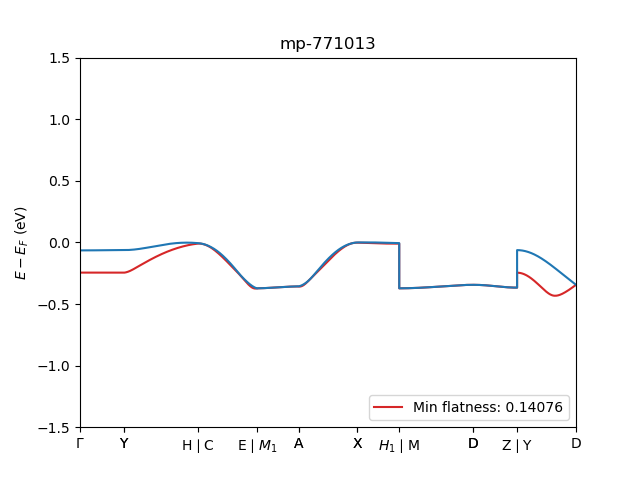 mp-771013
1.5
1.0
0.5
0.0
−0.5
−1.0
−1.5
E − E_F (eV)
Min flatness: 0.14076
Γ Y H | C E | M_1 A X H_1 | M D Z | Y D